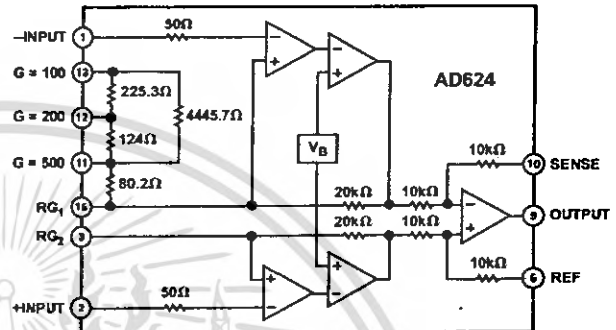 50Ω
–INPUT 1
G = 100 13
AD624
225.3Ω
4445.7Ω
G = 200 12
124Ω
VB
G = 500 11
10kΩ
10 SENSE
80.2Ω
20kΩ 10kΩ
RG1 16
20kΩ 10kΩ
9 OUTPUT
RG2 3
10kΩ
6 REF
50Ω
+INPUT 2